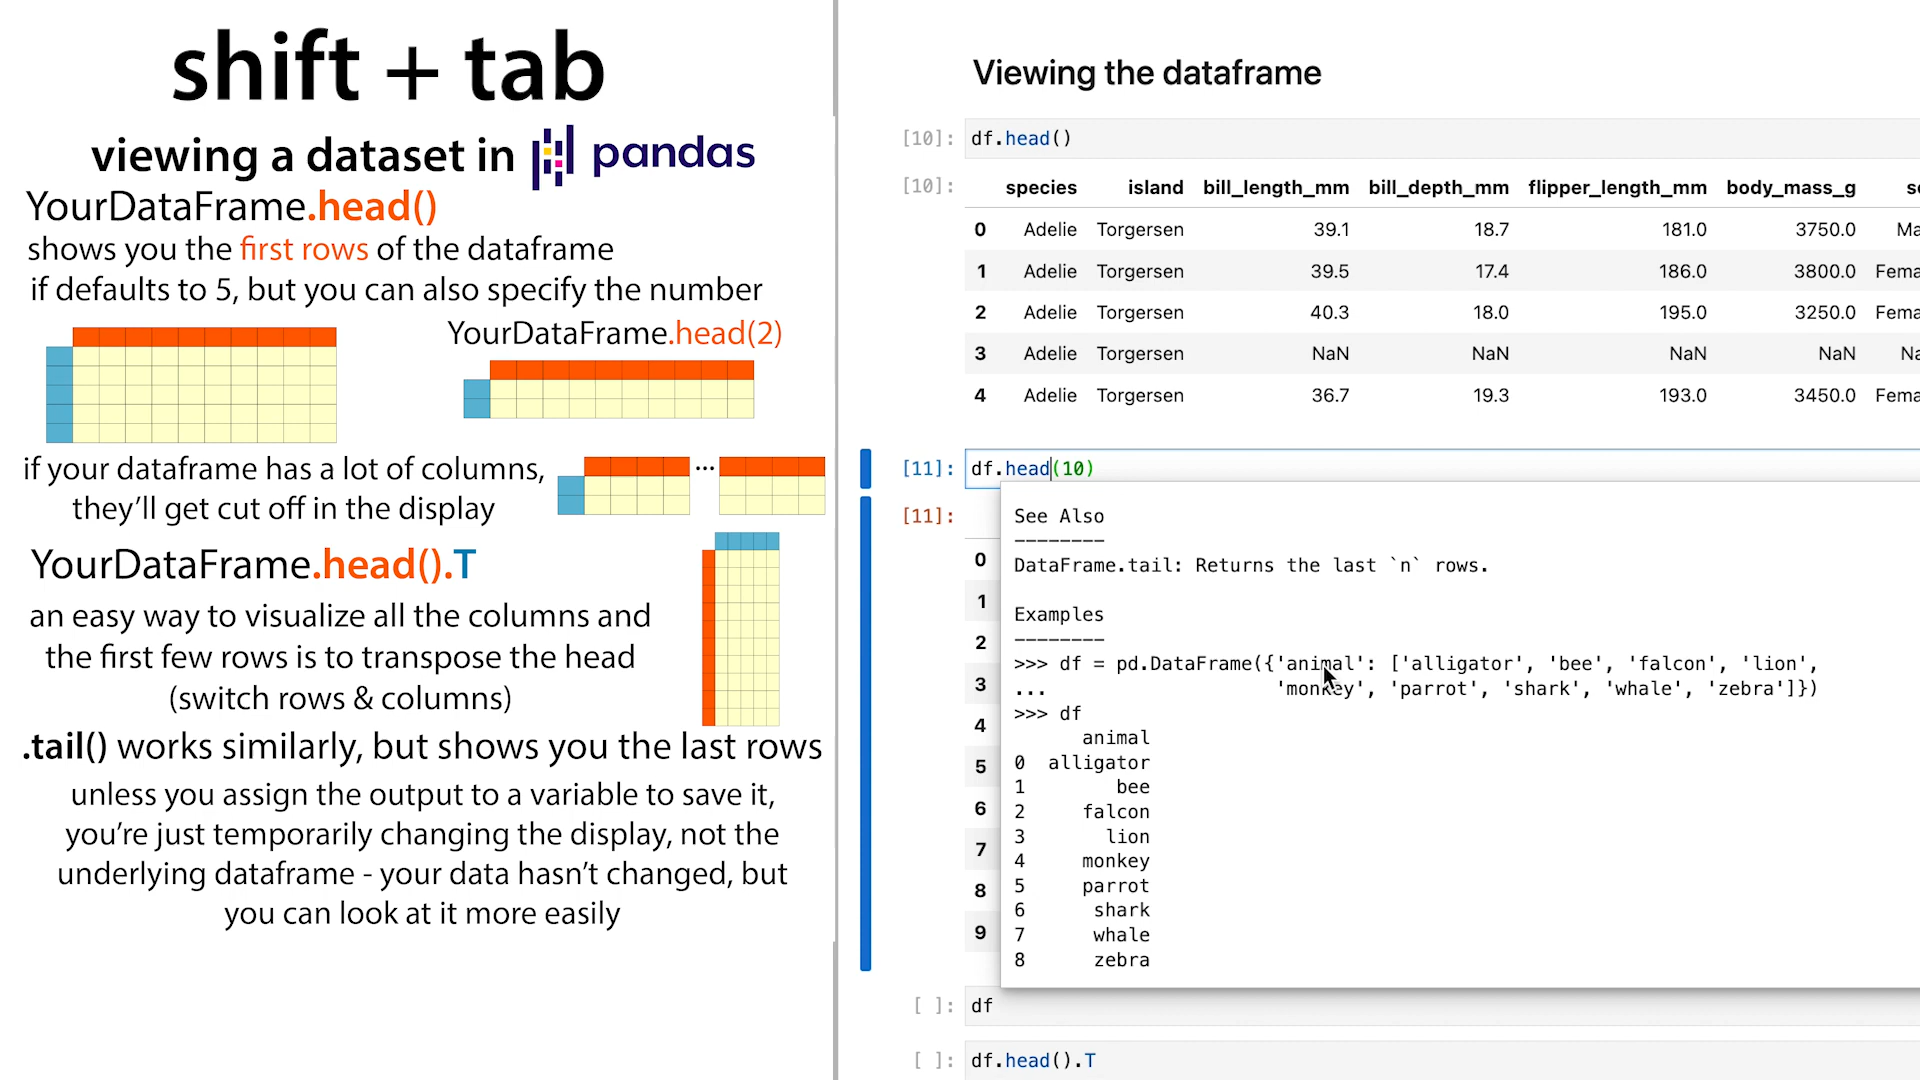 shift + tab
viewing a dataset in pandas
YourDataFrame.head()
shows you the first rows of the dataframe
if defaults to 5, but you can also specify the number
YourDataFrame.head(2)
if your dataframe has a lot of columns,
they'll get cut off in the display
...
YourDataFrame.head().T
an easy way to visualize all the columns and
the first few rows is to transpose the head
(switch rows & columns)
.tail() works similarly, but shows you the last rows
unless you assign the output to a variable to save it,
you're just temporarily changing the display, not the
underlying dataframe - your data hasn't changed, but
you can look at it more easily
Viewing the dataframe
[10]: df.head()
[10]: species island bill_length_mm bill_depth_mm flipper_length_mm body_mass_g s
0 Adelie Torgersen 39.1 18.7 181.0 3750.0 Ma
1 Adelie Torgersen 39.5 17.4 186.0 3800.0 Fema
2 Adelie Torgersen 40.3 18.0 195.0 3250.0 Fema
3 Adelie Torgersen NaN NaN NaN NaN Na
4 Adelie Torgersen 36.7 19.3 193.0 3450.0 Fema
[11]: df.head(10)
[11]:
0
1
2
3
4
5
6
7
8
9
See Also
--------
DataFrame.tail: Returns the last `n` rows.
Examples
--------
>>> df = pd.DataFrame({'animal': ['alligator', 'bee', 'falcon', 'lion',
... 'monkey', 'parrot', 'shark', 'whale', 'zebra']})
>>> df
animal
0 alligator
1 bee
2 falcon
3 lion
4 monkey
5 parrot
6 shark
7 whale
8 zebra
[ ]: df
[ ]: df.head().T